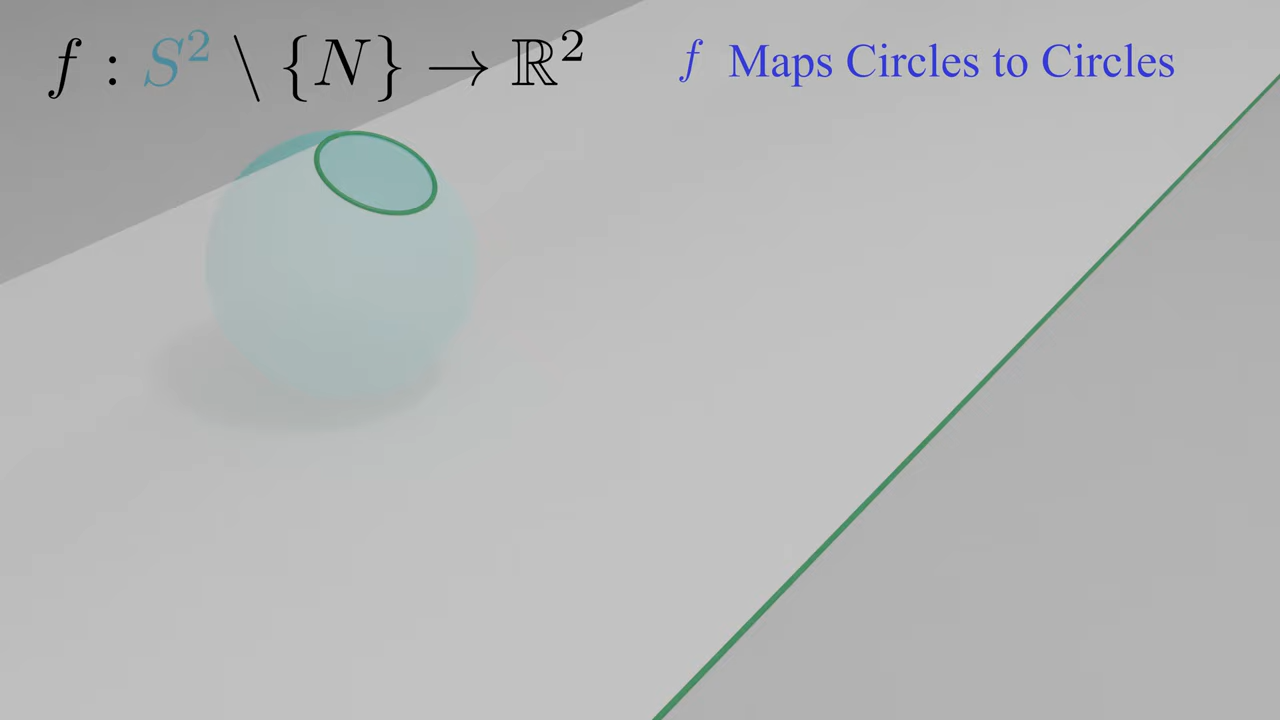 f : S² \ {N} → ℝ²
f Maps Circles to Circles